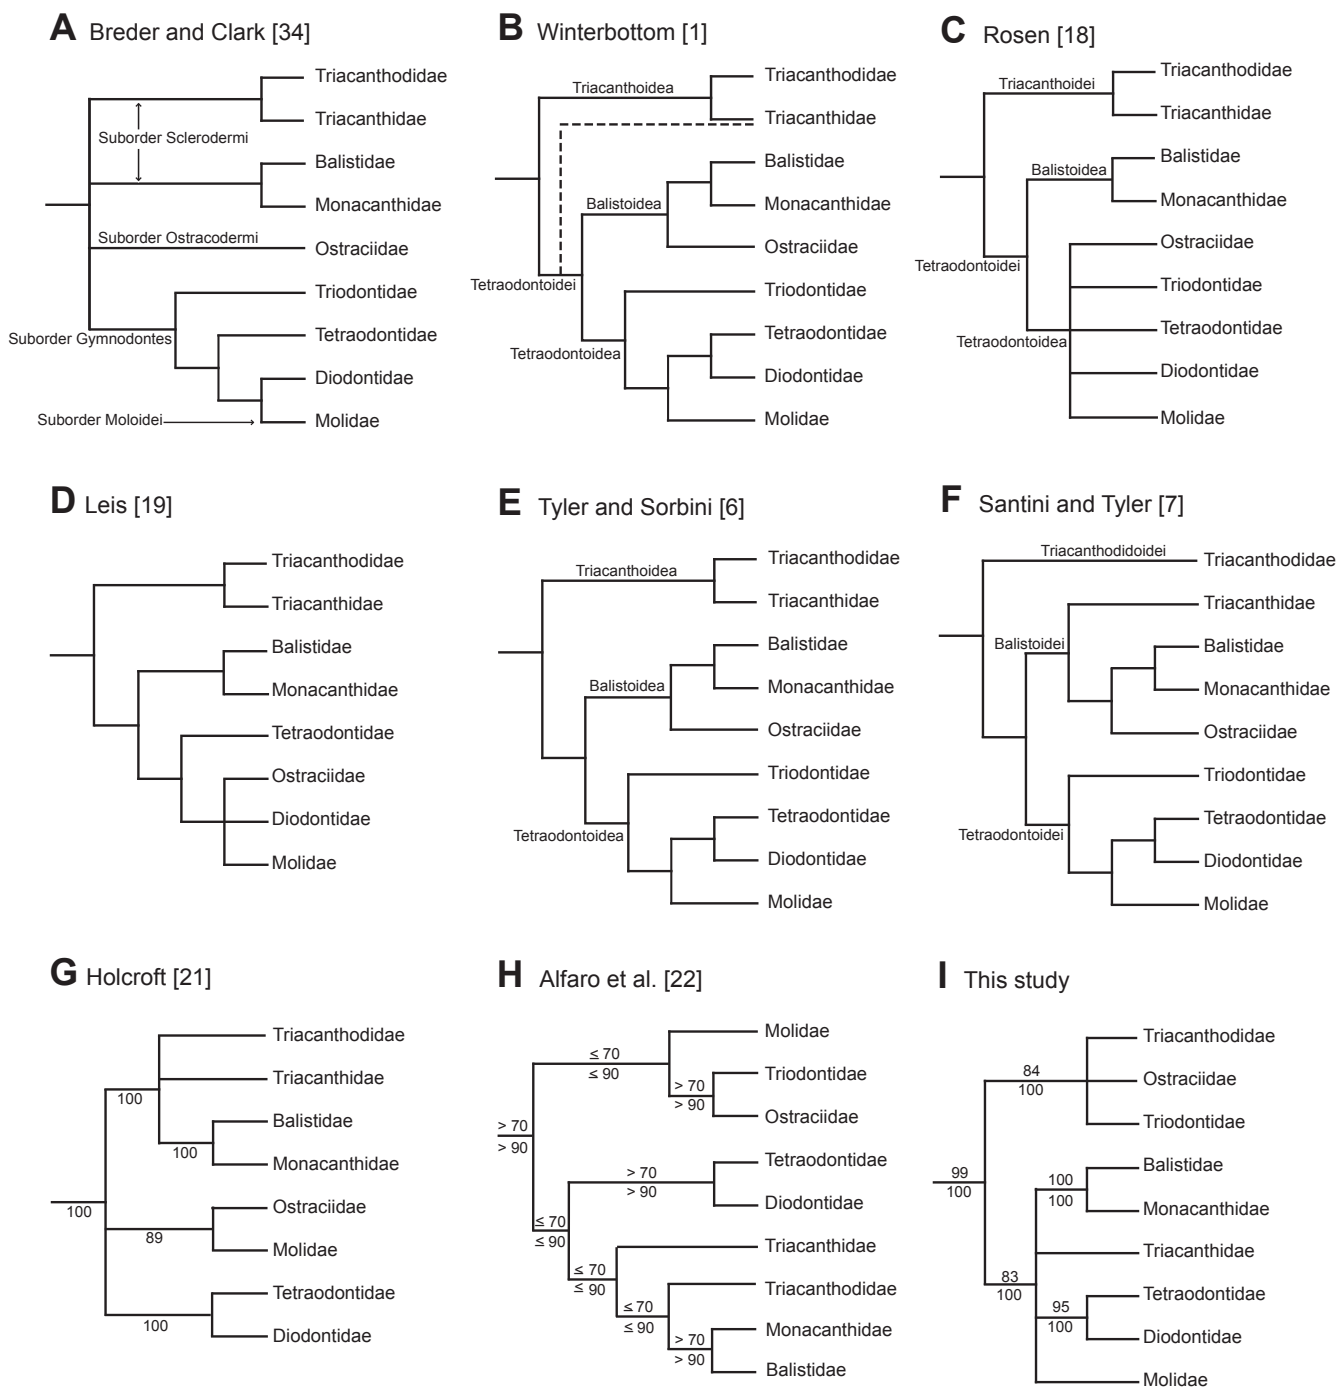 A Breder and Clark [34]
Triacanthodidae
Triacanthidae
Suborder Sclerodermi
Balistidae
Monacanthidae
Suborder Ostracodermi
Ostraciidae
Triodontidae
Suborder Gymnodontes
Tetraodontidae
Diodontidae
Suborder Moloidei
Molidae
B Winterbottom [1]
Triacanthoidea
Triacanthodidae
Triacanthidae
Balistidae
Balistoidea
Monacanthidae
Ostraciidae
Tetraodontoidei
Triodontidae
Tetraodontidae
Tetraodontoidea
Diodontidae
Molidae
C Rosen [18]
Triacanthoidei
Triacanthodidae
Triacanthidae
Balistidae
Balistoidea
Monacanthidae
Ostraciidae
Tetraodontoidei
Triodontidae
Tetraodontidae
Tetraodontoidea
Diodontidae
Molidae
D Leis [19]
Triacanthodidae
Triacanthidae
Balistidae
Monacanthidae
Tetraodontidae
Ostraciidae
Diodontidae
Molidae
E Tyler and Sorbini [6]
Triacanthoidea
Triacanthodidae
Triacanthidae
Balistidae
Balistoidea
Monacanthidae
Ostraciidae
Triodontidae
Tetraodontidae
Tetraodontoidea
Diodontidae
Molidae
F Santini and Tyler [7]
Triacanthodidoidei
Triacanthodidae
Triacanthidae
Balistoidei
Balistidae
Monacanthidae
Ostraciidae
Triodontidae
Tetraodontidae
Tetraodontoidei
Diodontidae
Molidae
G Holcroft [21]
Triacanthodidae
Triacanthidae
100
Balistidae
100
Monacanthidae
100
Ostraciidae
89
Molidae
Tetraodontidae
100
Diodontidae
H Alfaro et al. [22]
Molidae
≤ 70
≤ 90
Triodontidae
> 70
> 90
Ostraciidae
> 70
> 90
Tetraodontidae
> 70
> 90
Diodontidae
≤ 70
≤ 90
Triacanthidae
≤ 70
≤ 90
Triacanthodidae
≤ 70
≤ 90
Monacanthidae
> 70
> 90
Balistidae
I This study
Triacanthodidae
84
100
Ostraciidae
Triodontidae
99
100
Balistidae
100
100
Monacanthidae
Triacanthidae
83
100
Tetraodontidae
95
100
Diodontidae
Molidae